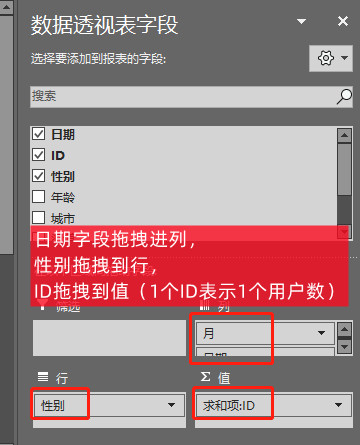 数据透视表字段
选择要添加到报表的字段:
搜索
日期
ID
性别
年龄
城市
日期字段拖拽进列，
性别拖拽到行，
ID拖拽到值（1个ID表示1个用户数）
筛选
列
月
日期
行
Σ 值
性别
求和项:ID